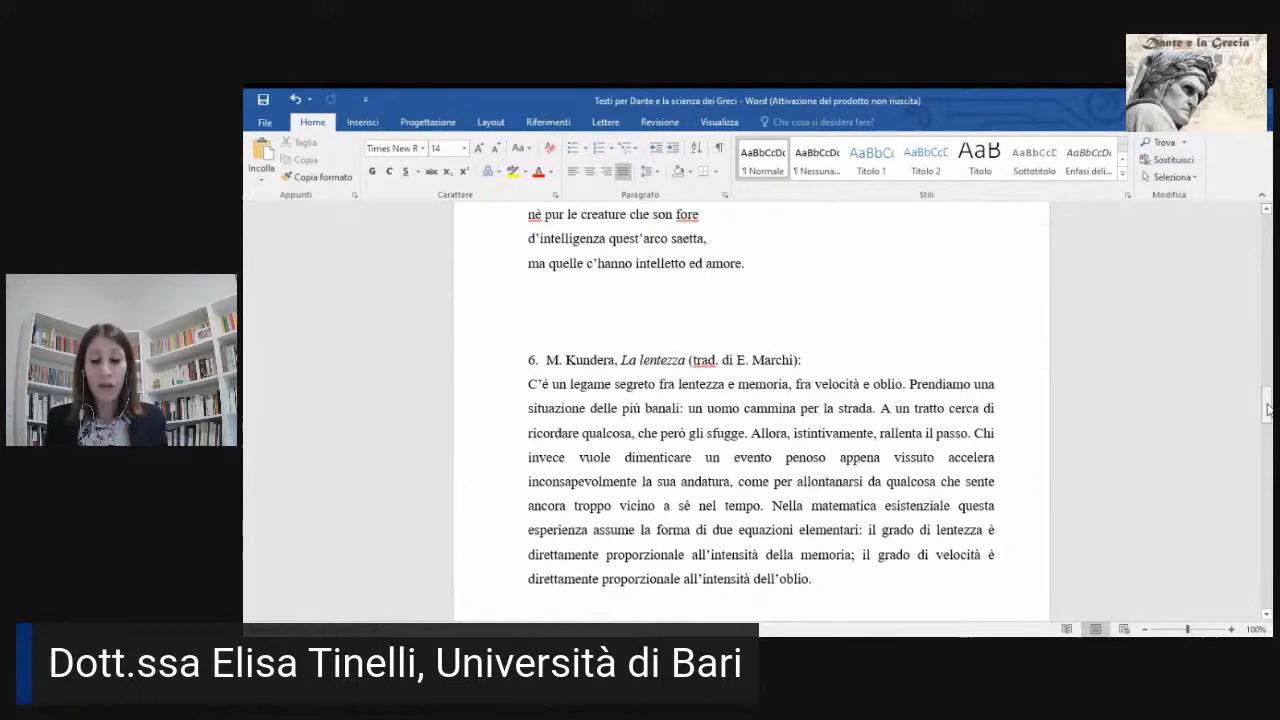 Dante e la Grecia
Testi per Dante e la scienza dei Greci - Word (Attivazione del prodotto non riuscita)
File Home Inserisci Progettazione Layout Riferimenti Lettere Revisione Visualizza Che cosa si desidera fare?
Incolla
Taglia
Copia
Copia formato
Appunti
Times New R 14
G C S abc x₂ x²
Carattere
Paragrafo
AaBbCcDc AaBbCcDc AaBbC AaBbCcD AaB AaBbCcD AaBbCcDc
¶ Normale ¶ Nessuna... Titolo 1 Titolo 2 Titolo Sottotitolo Enfasi deli...
Stili
Trova
Sostituisci
Seleziona
Modifica
nè pur le creature che son fore
d’intelligenza quest’arco saetta,
ma quelle c’hanno intelletto ed amore.
6. M. Kundera, La lentezza (trad. di E. Marchi):
C’è un legame segreto fra lentezza e memoria, fra velocità e oblio. Prendiamo una
situazione delle più banali: un uomo cammina per la strada. A un tratto cerca di
ricordare qualcosa, che però gli sfugge. Allora, istintivamente, rallenta il passo. Chi
invece vuole dimenticare un evento penoso appena vissuto accelera
inconsapevolmente la sua andatura, come per allontanarsi da qualcosa che sente
ancora troppo vicino a sé nel tempo. Nella matematica esistenziale questa
esperienza assume la forma di due equazioni elementari: il grado di lentezza è
direttamente proporzionale all’intensità della memoria; il grado di velocità è
direttamente proporzionale all’intensità dell’oblio.
100%
Dott.ssa Elisa Tinelli, Università di Bari